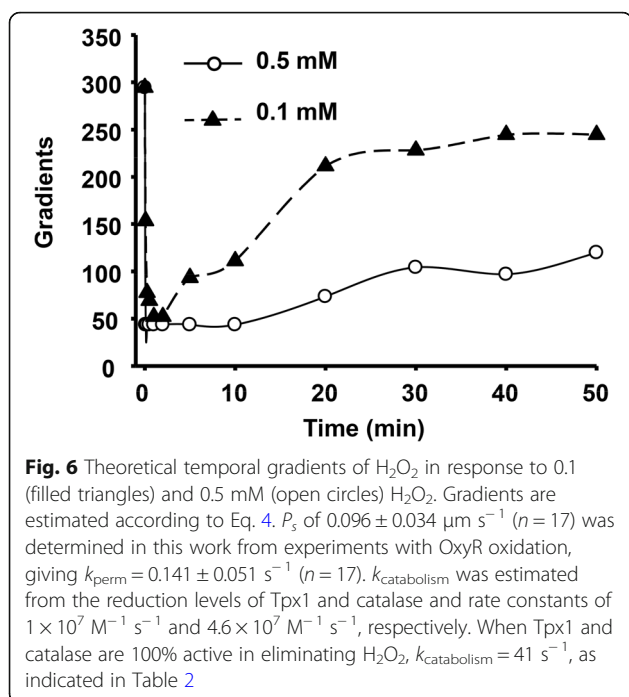 350
300
250
200
150
100
50
0
Gradients
0.5 mM
0.1 mM
0 10 20 30 40 50
Time (min)
Fig. 6 Theoretical temporal gradients of H₂O₂ in response to 0.1
(filled triangles) and 0.5 mM (open circles) H₂O₂. Gradients are
estimated according to Eq. 4. Pₛ of 0.096 ± 0.034 μm s⁻¹ (n = 17) was
determined in this work from experiments with OxyR oxidation,
giving k_perm = 0.141 ± 0.051 s⁻¹ (n = 17). k_catabolism was estimated
from the reduction levels of Tpx1 and catalase and rate constants of
1 × 10⁷ M⁻¹ s⁻¹ and 4.6 × 10⁷ M⁻¹ s⁻¹, respectively. When Tpx1 and
catalase are 100% active in eliminating H₂O₂, k_catabolism = 41 s⁻¹, as
indicated in Table 2